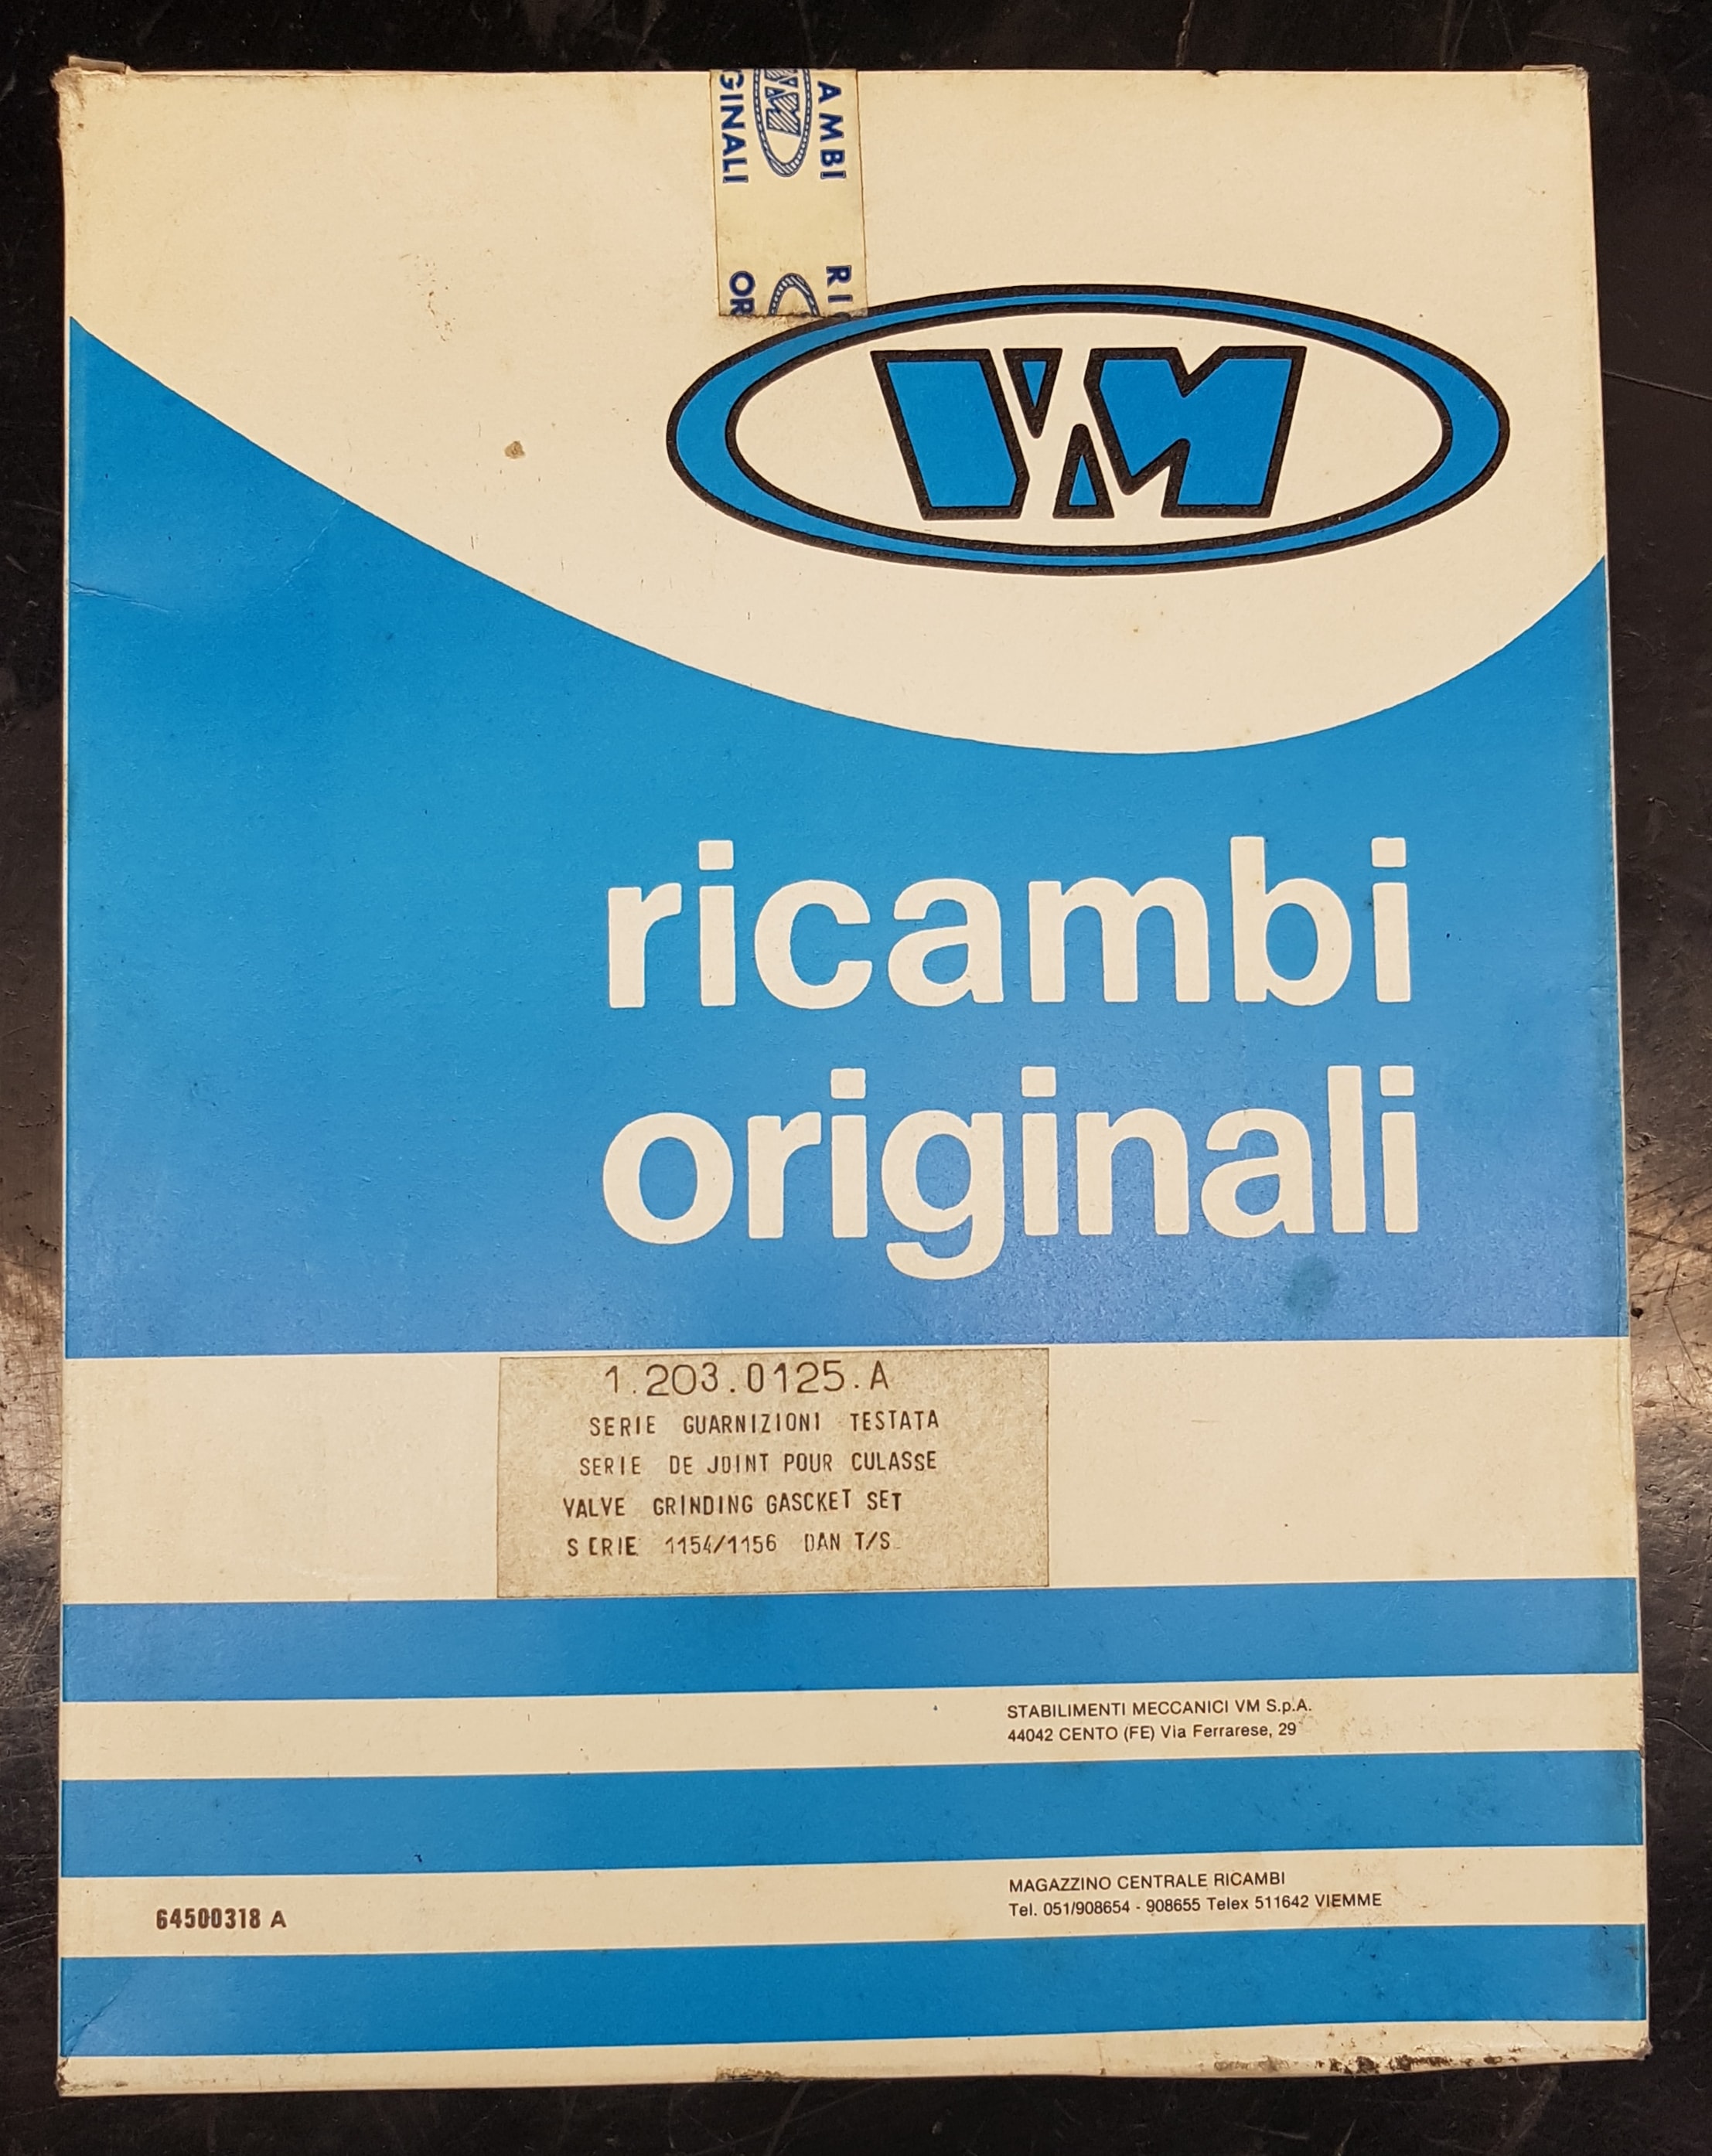 AMBI
GINALI
RIC
OR
VM
ricambi
originali
1.203.0125.A
SERIE GUARNIZIONI TESTATA
SERIE DE JOINT POUR CULASSE
VALVE GRINDING GASCKET SET
SERIE 1154/1156 DAN T/S
STABILIMENTI MECCANICI VM S.p.A.
44042 CENTO (FE) Via Ferrarese, 29
MAGAZZINO CENTRALE RICAMBI
Tel. 051/908654 - 908655 Telex 511642 VIEMME
64500318 A